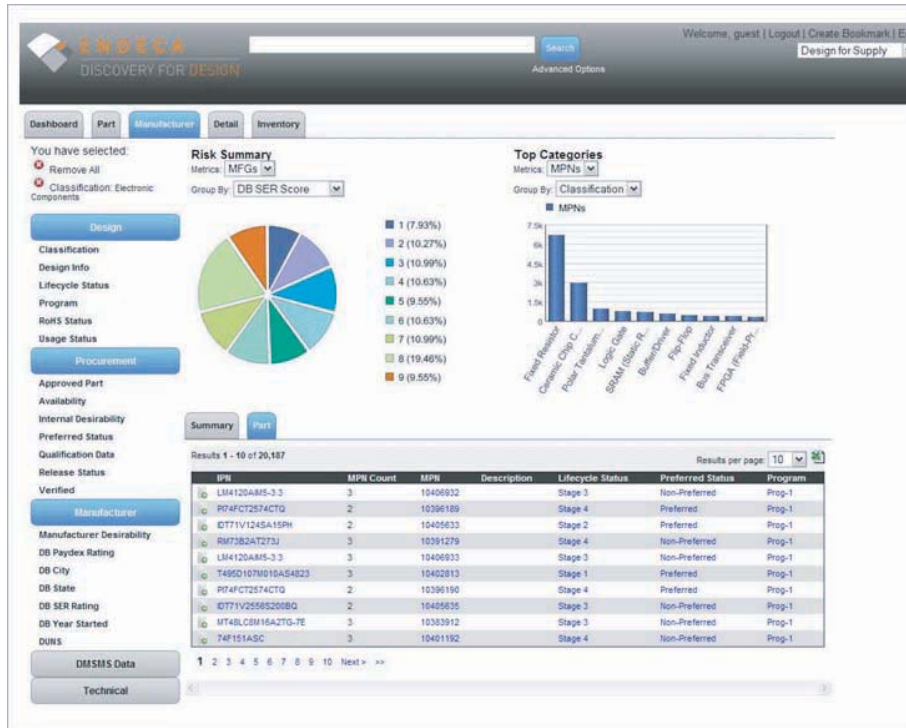 Welcome, guest | Logout | Create Bookmark | E
ENDECA
DISCOVERY FOR DESIGN
Search
Design for Supply
Advanced Options
Dashboard Part Manufacturer Detail Inventory
You have selected:
Remove All
Classification: Electronic
Components
Risk Summary
Metrics: MFGs
Group By: DB SER Score
1 (7.93%)
2 (10.27%)
3 (10.99%)
4 (10.63%)
5 (9.55%)
6 (10.63%)
7 (10.99%)
8 (19.46%)
9 (9.55%)
Top Categories
Metrics: MPNs
Group By: Classification
MPNs
7.5k
6k
4.5k
3k
1.5k
0
Fixed Resistor
Ceramic Chip C...
Polar Tantalum...
Logic Gate
SRAM (Static R...
Buffer/Driver
Flip-Flop
Fixed Inductor
Bus Transceiver
FPGA (Field-Pr...
Design
Classification
Design Info
Lifecycle Status
Program
RoHS Status
Usage Status
Procurement
Approved Part
Availability
Internal Desirability
Preferred Status
Qualification Data
Release Status
Verified
Manufacturer
Manufacturer Desirability
DB Paydex Rating
DB City
DB State
DB SER Rating
DB Year Started
DUNS
DMSMS Data
Technical
Summary Part
Results 1 - 10 of 20,187 Results per page: 10
IPN MPN Count MPN Description Lifecycle Status Preferred Status Program
LM4120AIM5-3.3 3 10406932 Stage 3 Non-Preferred Prog-1
PI74FCT2574CTQ 2 10396189 Stage 4 Preferred Prog-1
IDT71V124SA15PH 2 10405633 Stage 2 Preferred Prog-1
RM73B2AT273J 3 10391279 Stage 4 Non-Preferred Prog-1
LM4120AIM5-3.3 3 10406933 Stage 3 Non-Preferred Prog-1
T495D107M010AS4823 3 10402813 Stage 1 Preferred Prog-1
PI74FCT2574CTQ 2 10396190 Stage 4 Preferred Prog-1
IDT71V2556S200BQ 2 10405635 Stage 3 Non-Preferred Prog-1
MT48LC8M16A2TG-7E 3 10383912 Stage 3 Non-Preferred Prog-1
74F151ASC 3 10401192 Stage 4 Non-Preferred Prog-1
1 2 3 4 5 6 7 8 9 10 Next > >>